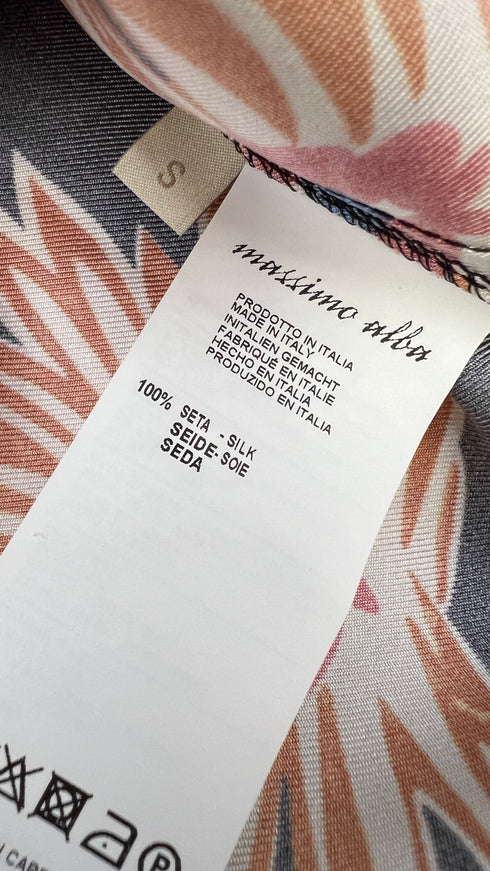 S
massimo alba
PRODOTTO IN ITALIA
MADE IN ITALY
INITALIEN GEMACHT
FABRIQUÉ EN ITALIE
HECHO EN ITALIA
PRODUZIDO EN ITALIA
100% SETA - SILK
SEIDE-SOIE
SEDA
P